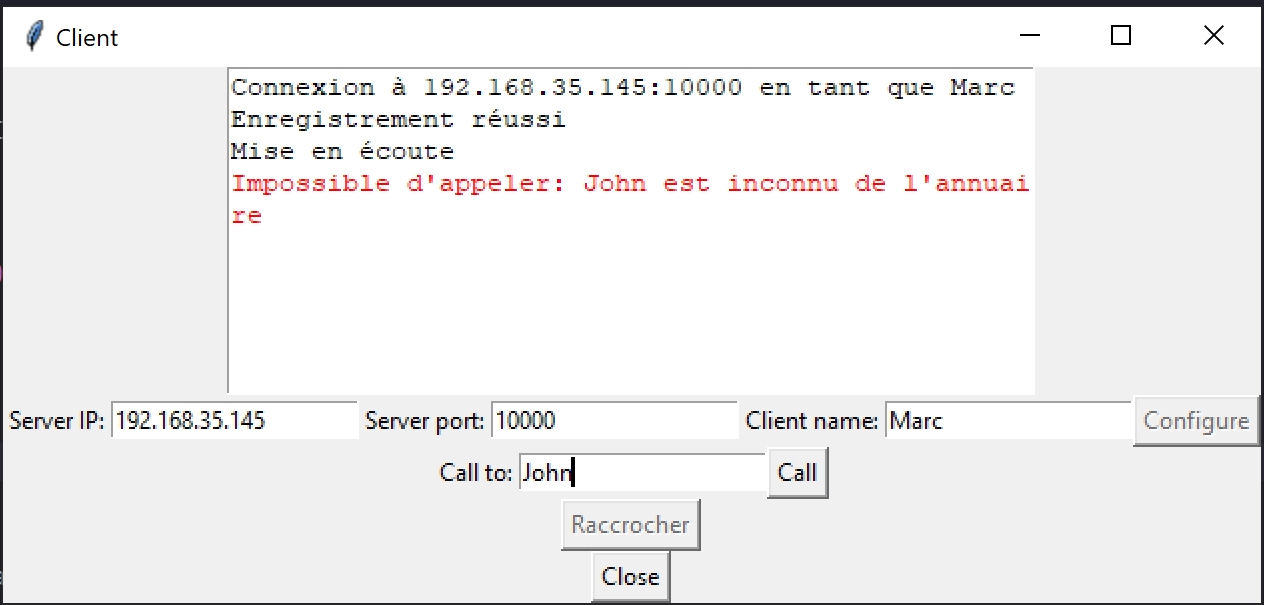 Client
Connexion à 192.168.35.145:10000 en tant que Marc
Enregistrement réussi
Mise en écoute
Impossible d'appeler: John est inconnu de l'annuai
re
Server IP: 192.168.35.145 Server port: 10000 Client name: Marc Configure
Call to: John Call
Raccrocher
Close